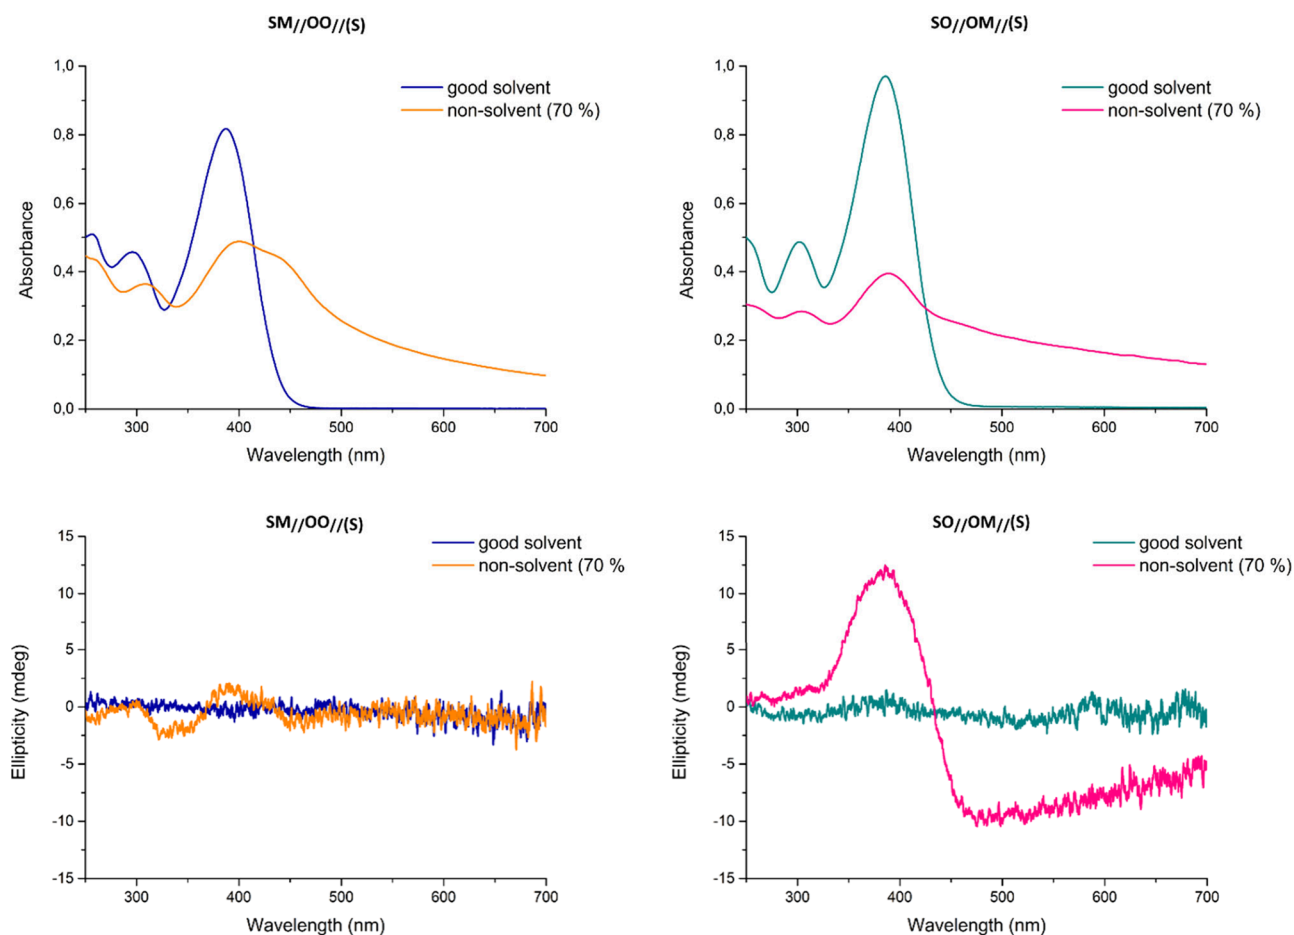 SM//OO//(S)
good solvent
non-solvent (70 %)
1,0
0,8
0,6
0,4
0,2
0,0
Absorbance
300
400
500
600
700
Wavelength (nm)
SO//OM//(S)
good solvent
non-solvent (70 %)
1,0
0,8
0,6
0,4
0,2
0,0
Absorbance
300
400
500
600
700
Wavelength (nm)
SM//OO//(S)
good solvent
non-solvent (70 %
15
10
5
0
-5
-10
-15
Ellipticity (mdeg)
300
400
500
600
700
Wavelength (nm)
SO//OM//(S)
good solvent
non-solvent (70 %)
15
10
5
0
-5
-10
-15
Ellipticity (mdeg)
300
400
500
600
700
Wavelength (nm)